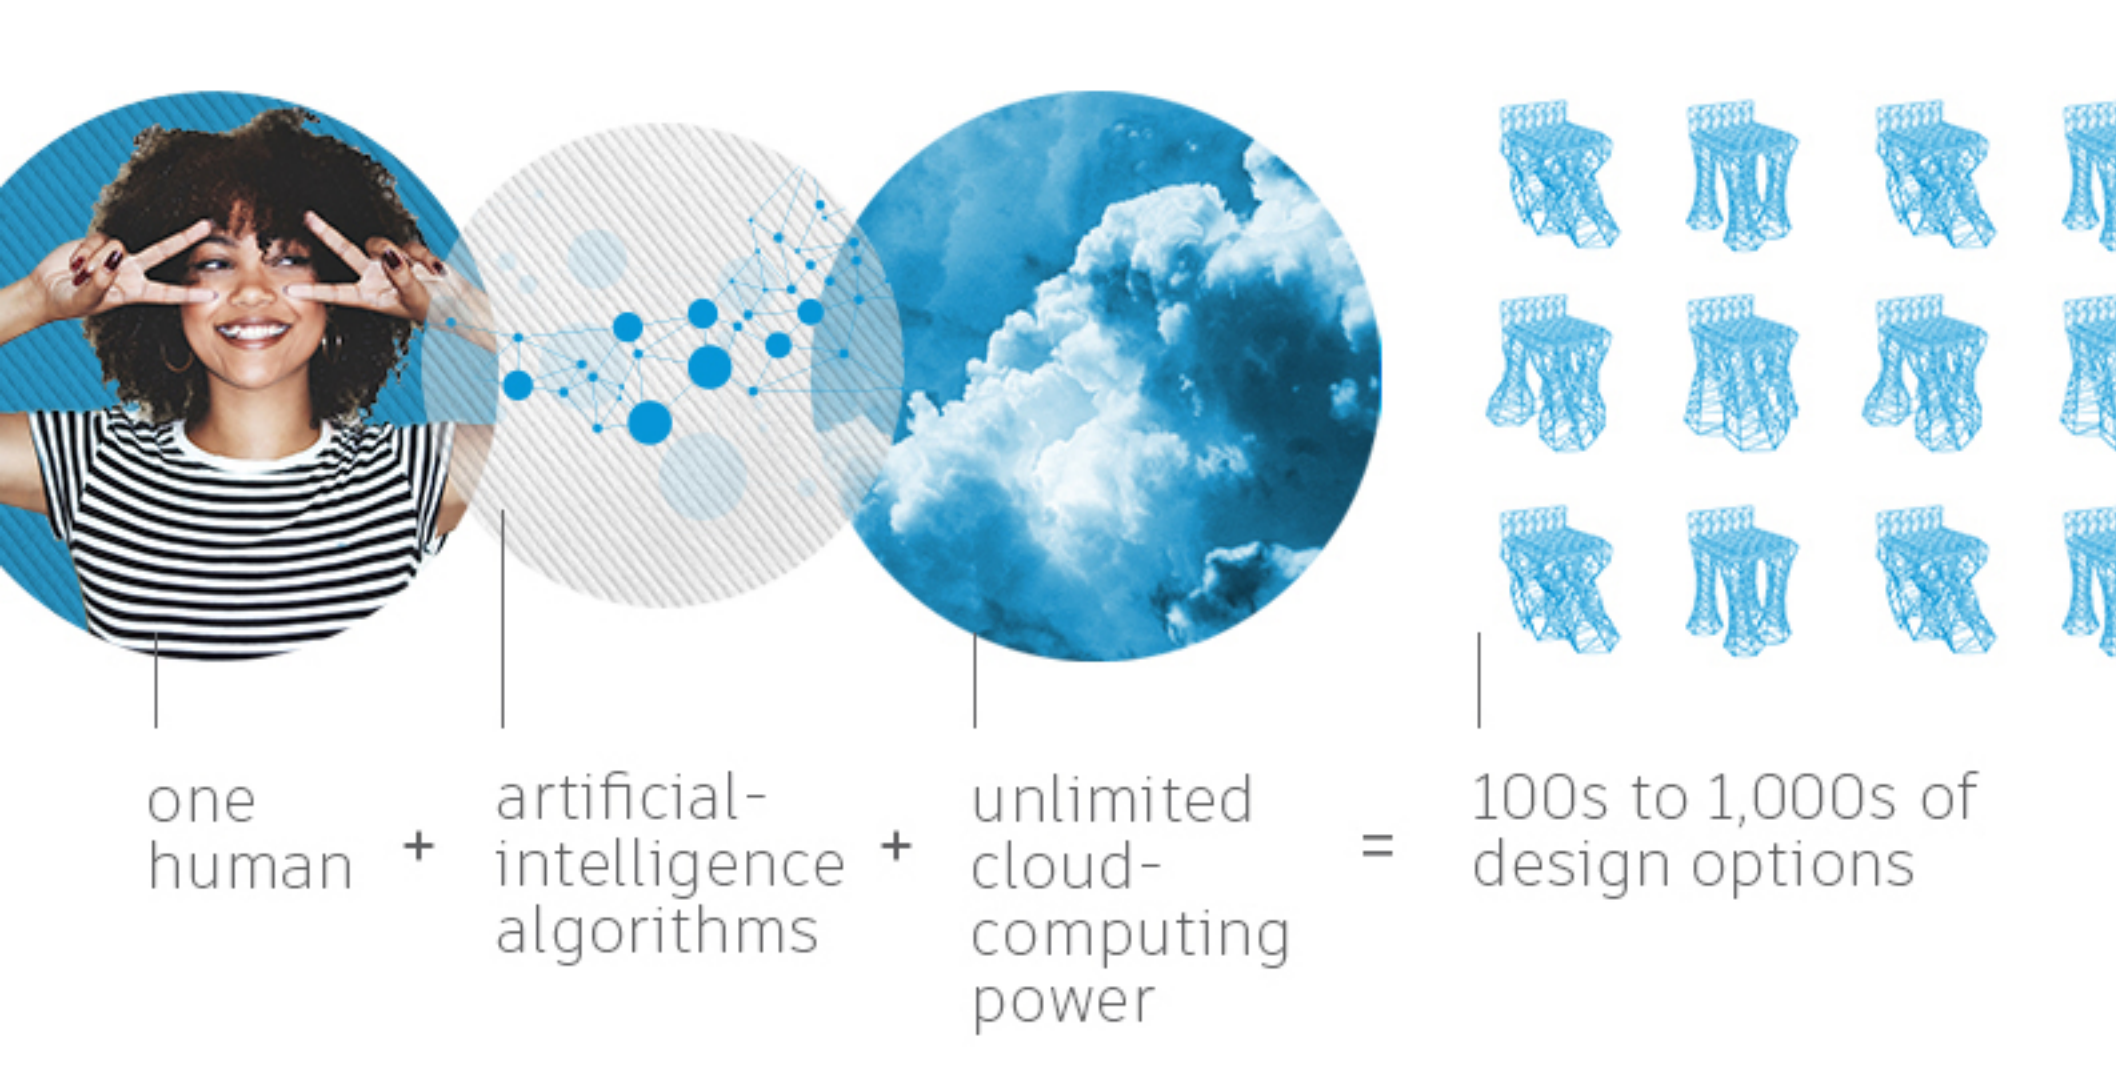 one
human
+
artificial-
intelligence
algorithms
+
unlimited
cloud-
computing
power
=
100s to 1,000s of
design options